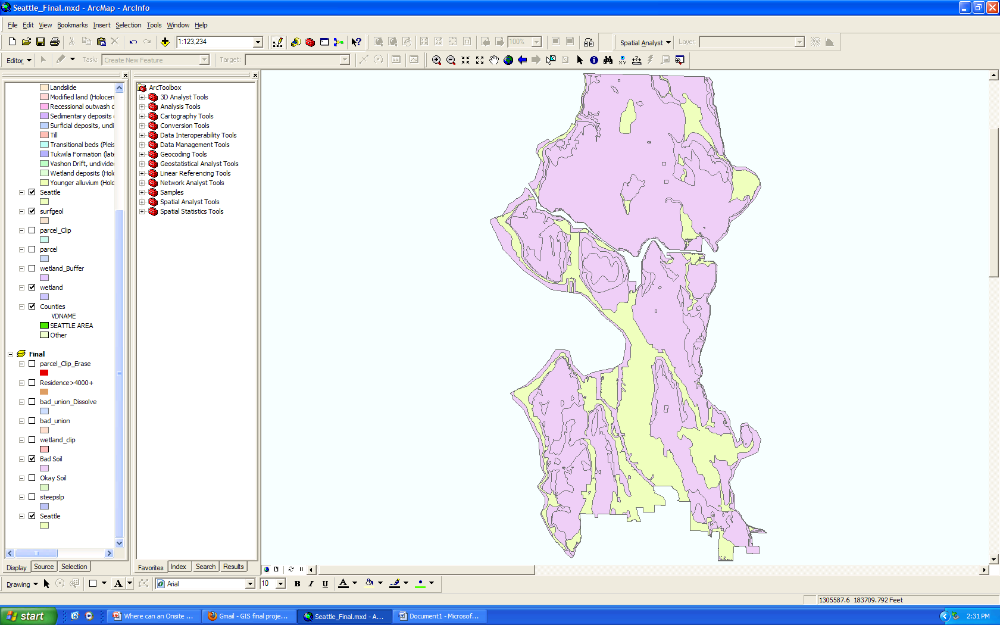 Seattle_Final.mxd - ArcMap - ArcInfo
File Edit View Bookmarks Insert Selection Tools Window Help
1:123,234 100% Spatial Analyst Layer:
Editor Task: Create New Feature Target:
Landslide
Modified land (Holocen
Recessional outwash d
Sedimentary deposits
Surficial deposits, undi
Till
Transitional beds (Pleis
Tukwila Formation (late
Vashon Drift, undivide
Wetland deposits (Holo
Younger alluvium (Holo
Seattle
surfgeol
parcel_Clip
parcel
wetland_Buffer
wetland
Counties
VDNAME
SEATTLE AREA
Other
Final
parcel_Clip_Erase
Residence>4000+
bad_union_Dissolve
bad_union
wetland_clip
Bad Soil
Okay Soil
steepslp
Seattle
Display Source Selection
ArcToolbox
3D Analyst Tools
Analysis Tools
Cartography Tools
Conversion Tools
Data Interoperability Tools
Data Management Tools
Geocoding Tools
Geostatistical Analyst Tools
Linear Referencing Tools
Network Analyst Tools
Samples
Spatial Analyst Tools
Spatial Statistics Tools
Favorites Index Search Results
Drawing A Arial 10 B I U A
1305587.6 183709.792 Feet
start Where can an Onsite ... Gmail - GIS final proje... Seattle_Final.mxd - A... Document1 - Microsof... 2:31 PM